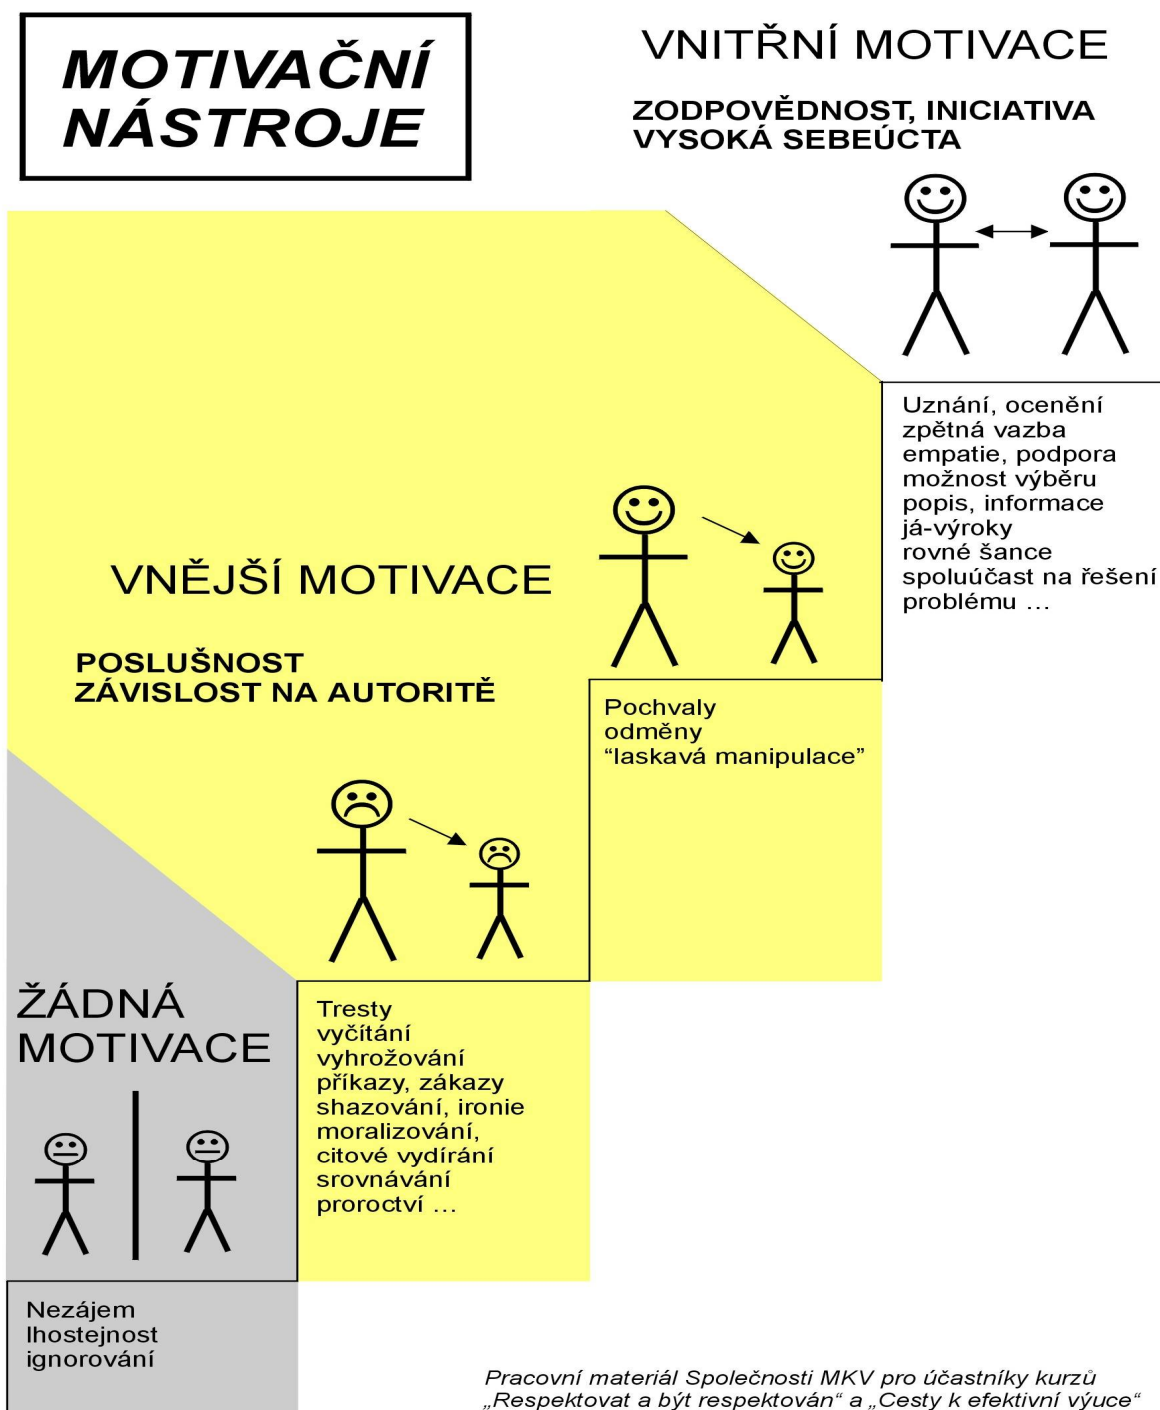 MOTIVAČNÍ
NÁSTROJE
VNITŘNÍ MOTIVACE
ZODPOVĚDNOST, INICIATIVA
VYSOKÁ SEBEÚCTA
Uznání, ocenění
zpětná vazba
empatie, podpora
možnost výběru
popis, informace
já-výroky
rovné šance
spoluúčast na řešení
problému ...
VNĚJŠÍ MOTIVACE
POSLUŠNOST
ZÁVISLOST NA AUTORITĚ
Pochvaly
odměny
“laskavá manipulace”
ŽÁDNÁ
MOTIVACE
Tresty
vyčítání
vyhrožování
příkazy, zákazy
shazování, ironie
moralizování,
citové vydírání
srovnávání
proroctví ...
Nezájem
lhostejnost
ignorování
Pracovní materiál Společnosti MKV pro účastníky kurzů
„Respektovat a být respektován“ a „Cesty k efektivní výuce“